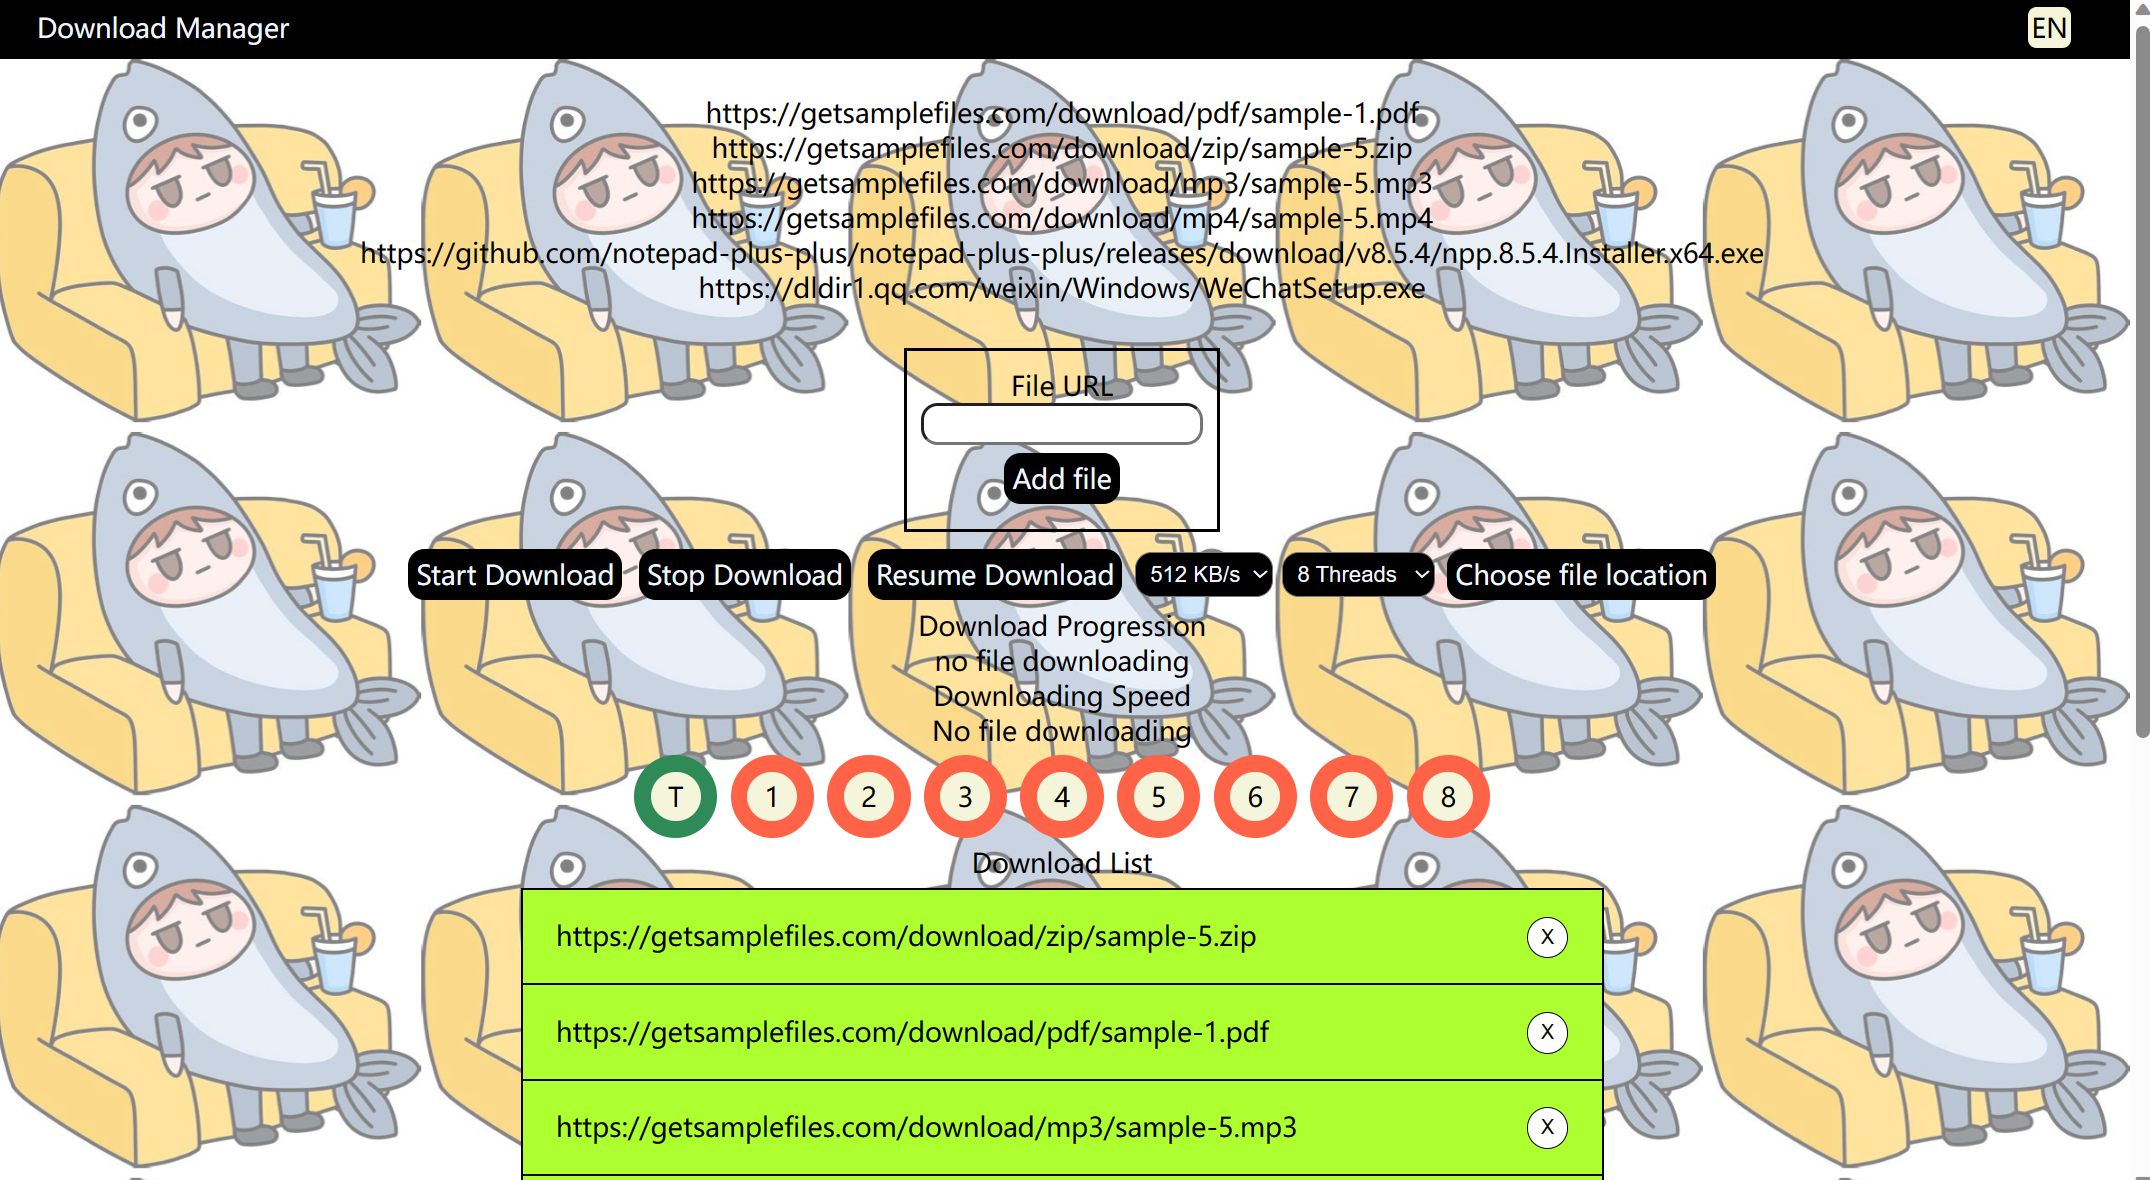 Download Manager
EN
https://getsamplefiles.com/download/pdf/sample-1.pdf
https://getsamplefiles.com/download/zip/sample-5.zip
https://getsamplefiles.com/download/mp3/sample-5.mp3
https://getsamplefiles.com/download/mp4/sample-5.mp4
https://github.com/notepad-plus-plus/notepad-plus-plus/releases/download/v8.5.4/npp.8.5.4.Installer.x64.exe
https://dldir1.qq.com/weixin/Windows/WeChatSetup.exe
File URL
Add file
Start Download Stop Download Resume Download 512 KB/s 8 Threads Choose file location
Download Progression
no file downloading
Downloading Speed
No file downloading
T 1 2 3 4 5 6 7 8
Download List
https://getsamplefiles.com/download/zip/sample-5.zip X
https://getsamplefiles.com/download/pdf/sample-1.pdf X
https://getsamplefiles.com/download/mp3/sample-5.mp3 X